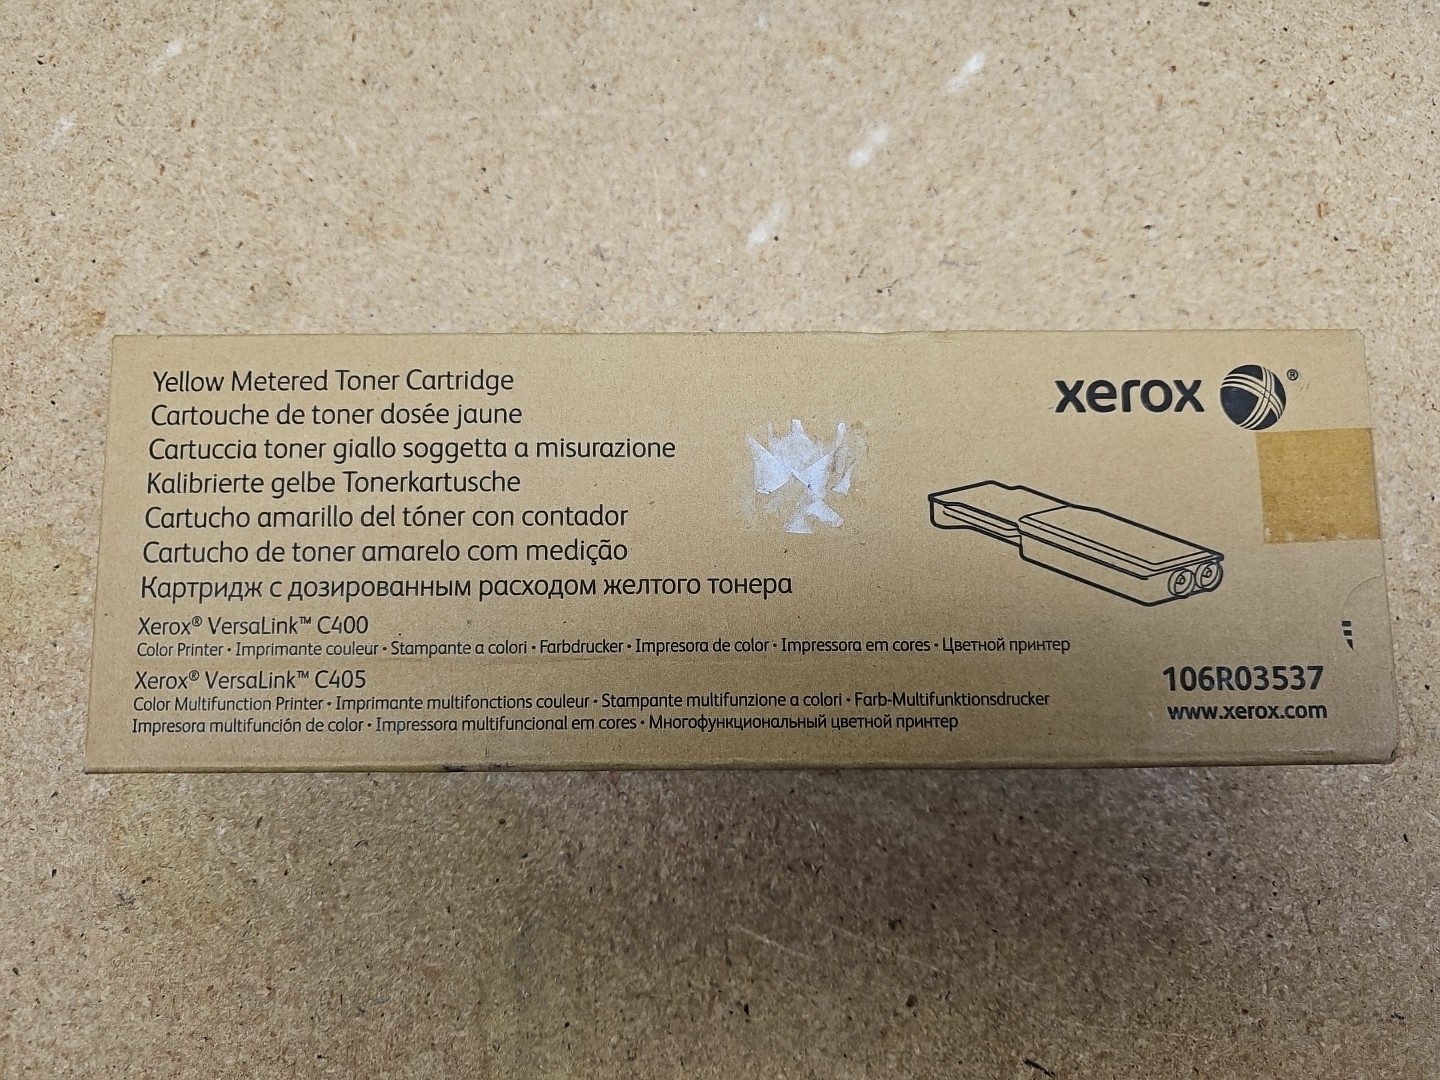 Yellow Metered Toner Cartridge
Cartouche de toner dosée jaune
Cartuccia toner giallo soggetta a misurazione
Kalibrierte gelbe Tonerkartusche
Cartucho amarillo del tóner con contador
Cartucho de toner amarelo com medição
Картридж с дозированным расходом желтого тонера
Xerox® VersaLink™ C400
Color Printer • Imprimante couleur • Stampante a colori • Farbdrucker • Impresora de color • Impressora em cores • Цветной принтер
Xerox® VersaLink™ C405
Color Multifunction Printer • Imprimante multifonctions couleur • Stampante multifunzione a colori • Farb-Multifunktionsdrucker
Impresora multifunción de color • Impressora multifuncional em cores • Многофункциональный цветной принтер
xerox ®
106R03537
www.xerox.com